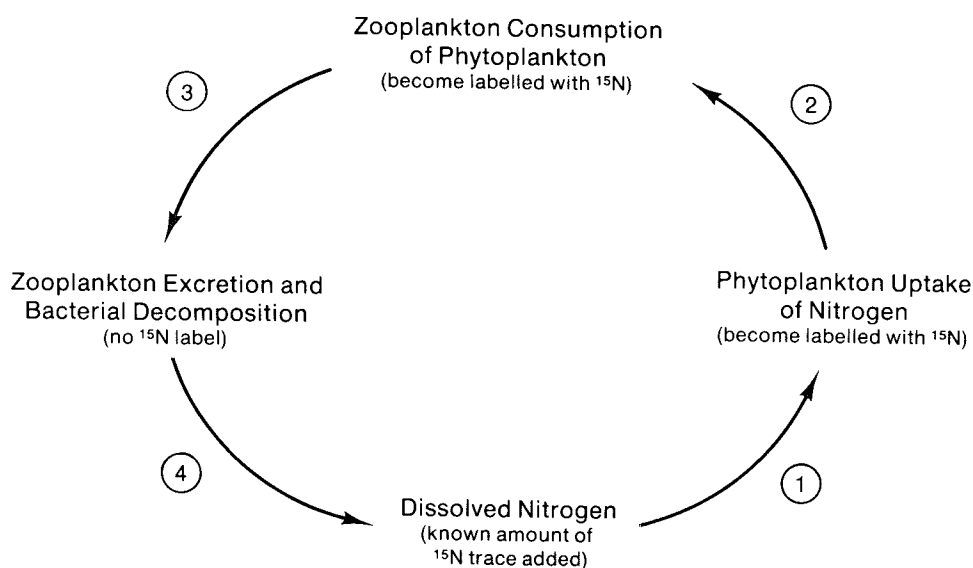 Zooplankton Consumption
of Phytoplankton
(become labelled with ¹⁵N)
3
2
Zooplankton Excretion and
Bacterial Decomposition
(no ¹⁵N label)
Phytoplankton Uptake
of Nitrogen
(become labelled with ¹⁵N)
4
1
Dissolved Nitrogen
(known amount of
¹⁵N trace added)